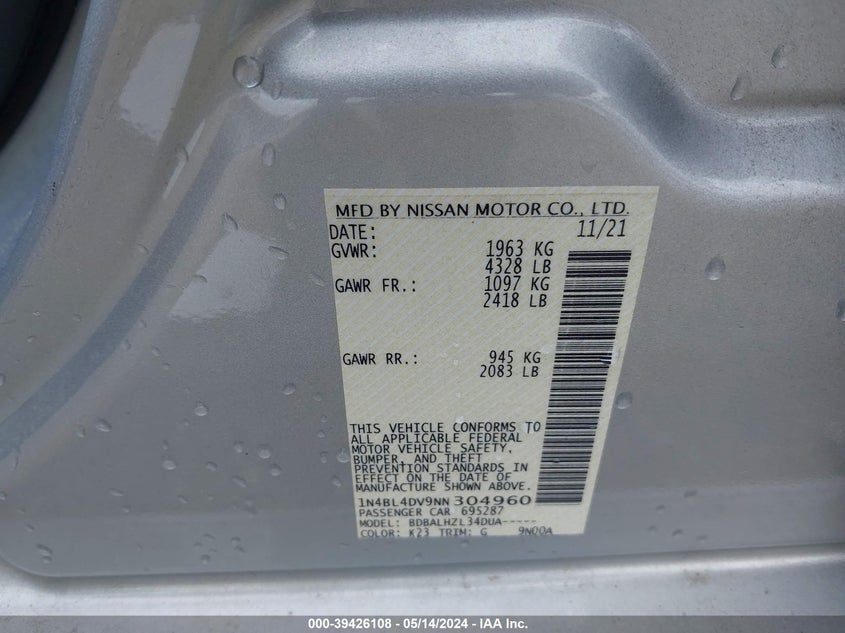 MFD BY NISSAN MOTOR CO., LTD.
DATE: 11/21
GVWR: 1963 KG
4328 LB
GAWR FR.: 1097 KG
2418 LB
GAWR RR.: 945 KG
2083 LB
THIS VEHICLE CONFORMS TO
ALL APPLICABLE FEDERAL
MOTOR VEHICLE SAFETY,
BUMPER, AND THEFT
PREVENTION STANDARDS IN
EFFECT ON THE DATE OF
MANUFACTURE SHOWN ABOVE.
1N4BL4DV9NN304960
PASSENGER CAR 695287
MODEL: BDBALHZL34DUA-----
COLOR: K23 TRIM: G 9N00A
000-39426108 - 05/14/2024 - IAA Inc.